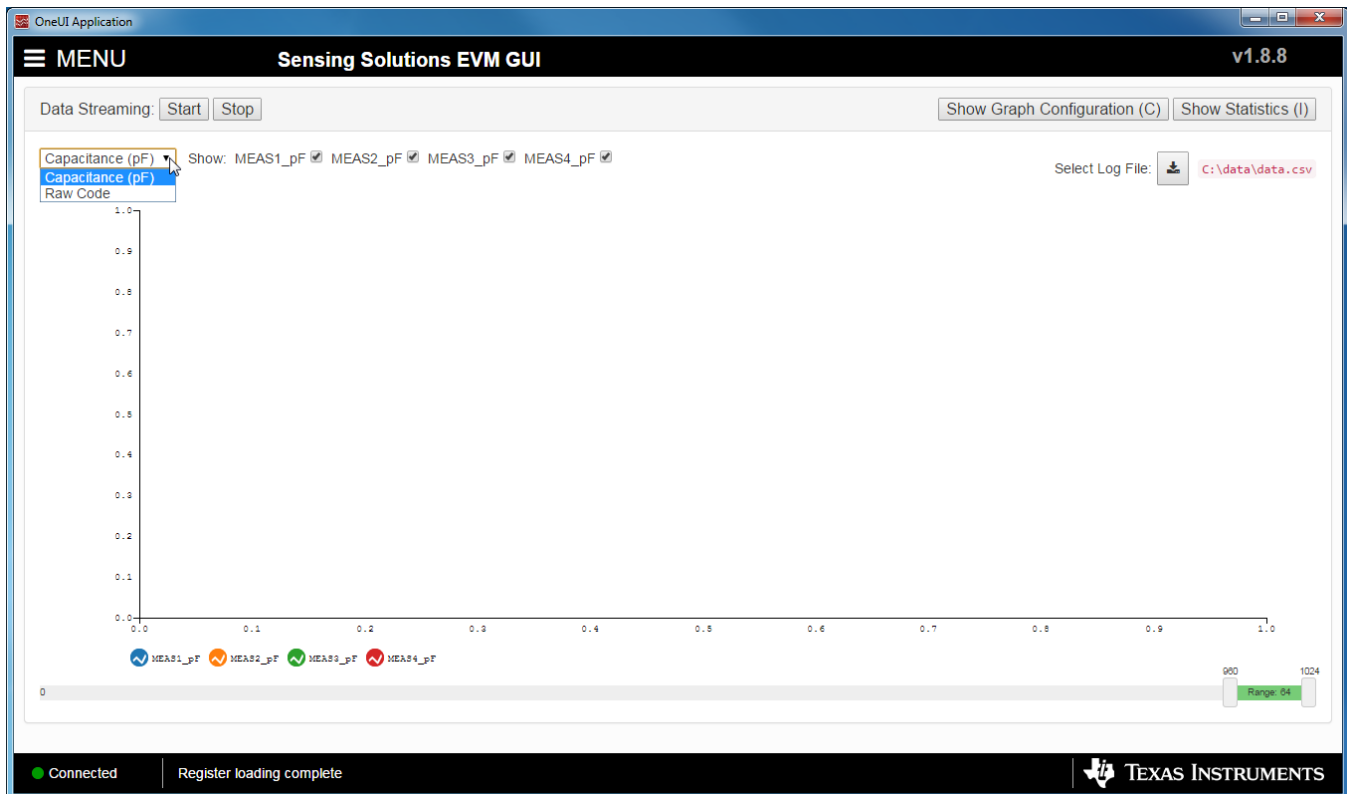 OneUI Application
MENU Sensing Solutions EVM GUI v1.8.8
Data Streaming: Start Stop Show Graph Configuration (C) Show Statistics (I)
Capacitance (pF) Show: MEAS1_pF MEAS2_pF MEAS3_pF MEAS4_pF
Select Log File: C:\data\data.csv
Capacitance (pF)
Raw Code
1.0
0.9
0.8
0.7
0.6
0.5
0.4
0.3
0.2
0.1
0.0
0.0 0.1 0.2 0.3 0.4 0.5 0.6 0.7 0.8 0.9 1.0
MEAS1_pF MEAS2_pF MEAS3_pF MEAS4_pF
960 1024
0 Range: 64
Connected Register loading complete TEXAS INSTRUMENTS